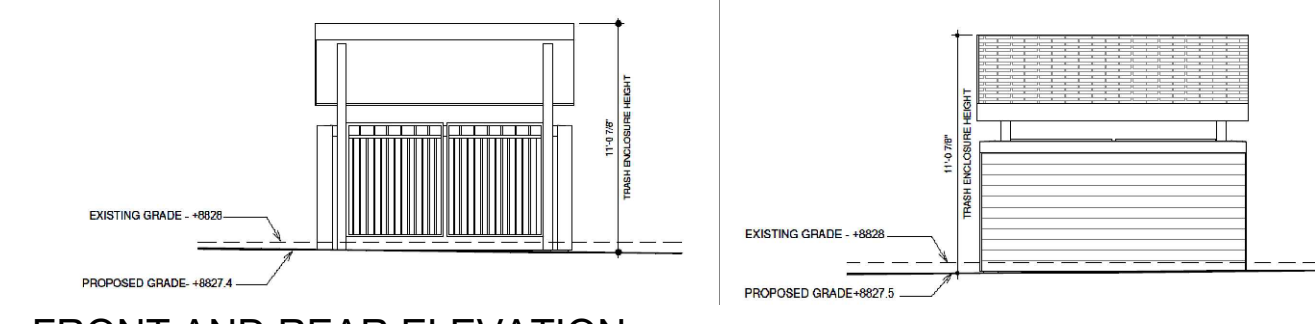 11'-0 7/8"
TRASH ENCLOSURE HEIGHT
EXISTING GRADE - +8828
PROPOSED GRADE- +8827.4
11'-0 7/8"
TRASH ENCLOSURE HEIGHT
EXISTING GRADE - +8828
PROPOSED GRADE+8827.5
FRONT AND REAR ELEVATION